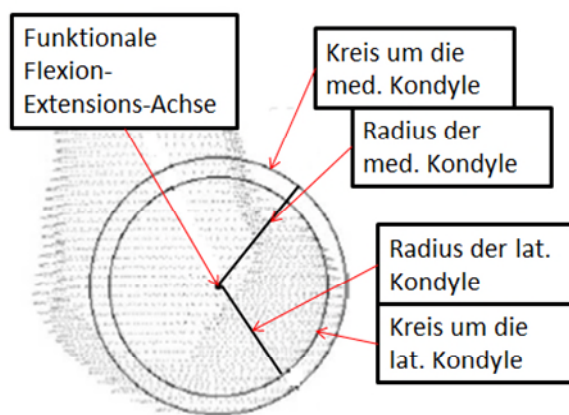 Funktionale
Flexion-
Extensions-Achse
Kreis um die
med. Kondyle
Radius der
med. Kondyle
Radius der lat.
Kondyle
Kreis um die
lat. Kondyle